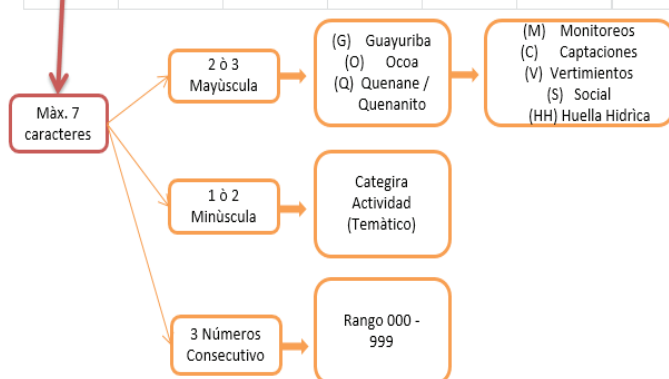 Màx. 7
caracteres
2 ò 3
Mayùscula
(G) Guayuriba
(O) Ocoa
(Q) Quenane /
Quenanito
(M) Monitoreos
(C) Captaciones
(V) Vertimientos
(S) Social
(HH) Huella Hidrìca
1 ò 2
Minùscula
Categira
Actividad
(Temàtico)
3 Números
Consecutivo
Rango 000 -
999